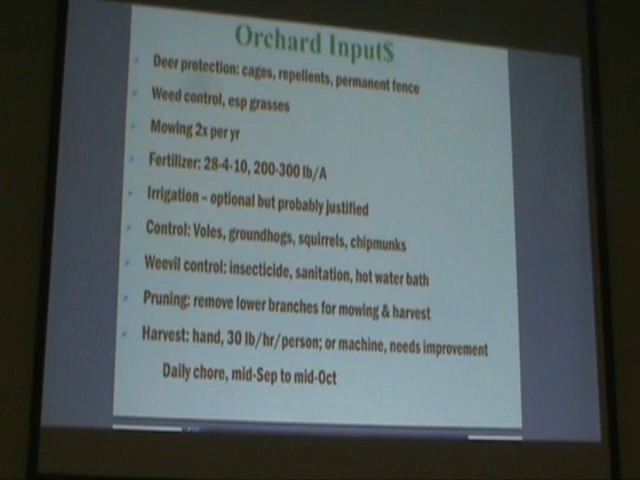 Orchard Input$
Deer protection: cages, repellents, permanent fence
Weed control, esp grasses
Mowing 2x per yr
Fertilizer: 28-4-10, 200-300 lb/A
Irrigation – optional but probably justified
Control: Voles, groundhogs, squirrels, chipmunks
Weevil control: insecticide, sanitation, hot water bath
Pruning: remove lower branches for mowing & harvest
Harvest: hand, 30 lb/hr/person; or machine, needs improvement
Daily chore, mid-Sep to mid-Oct